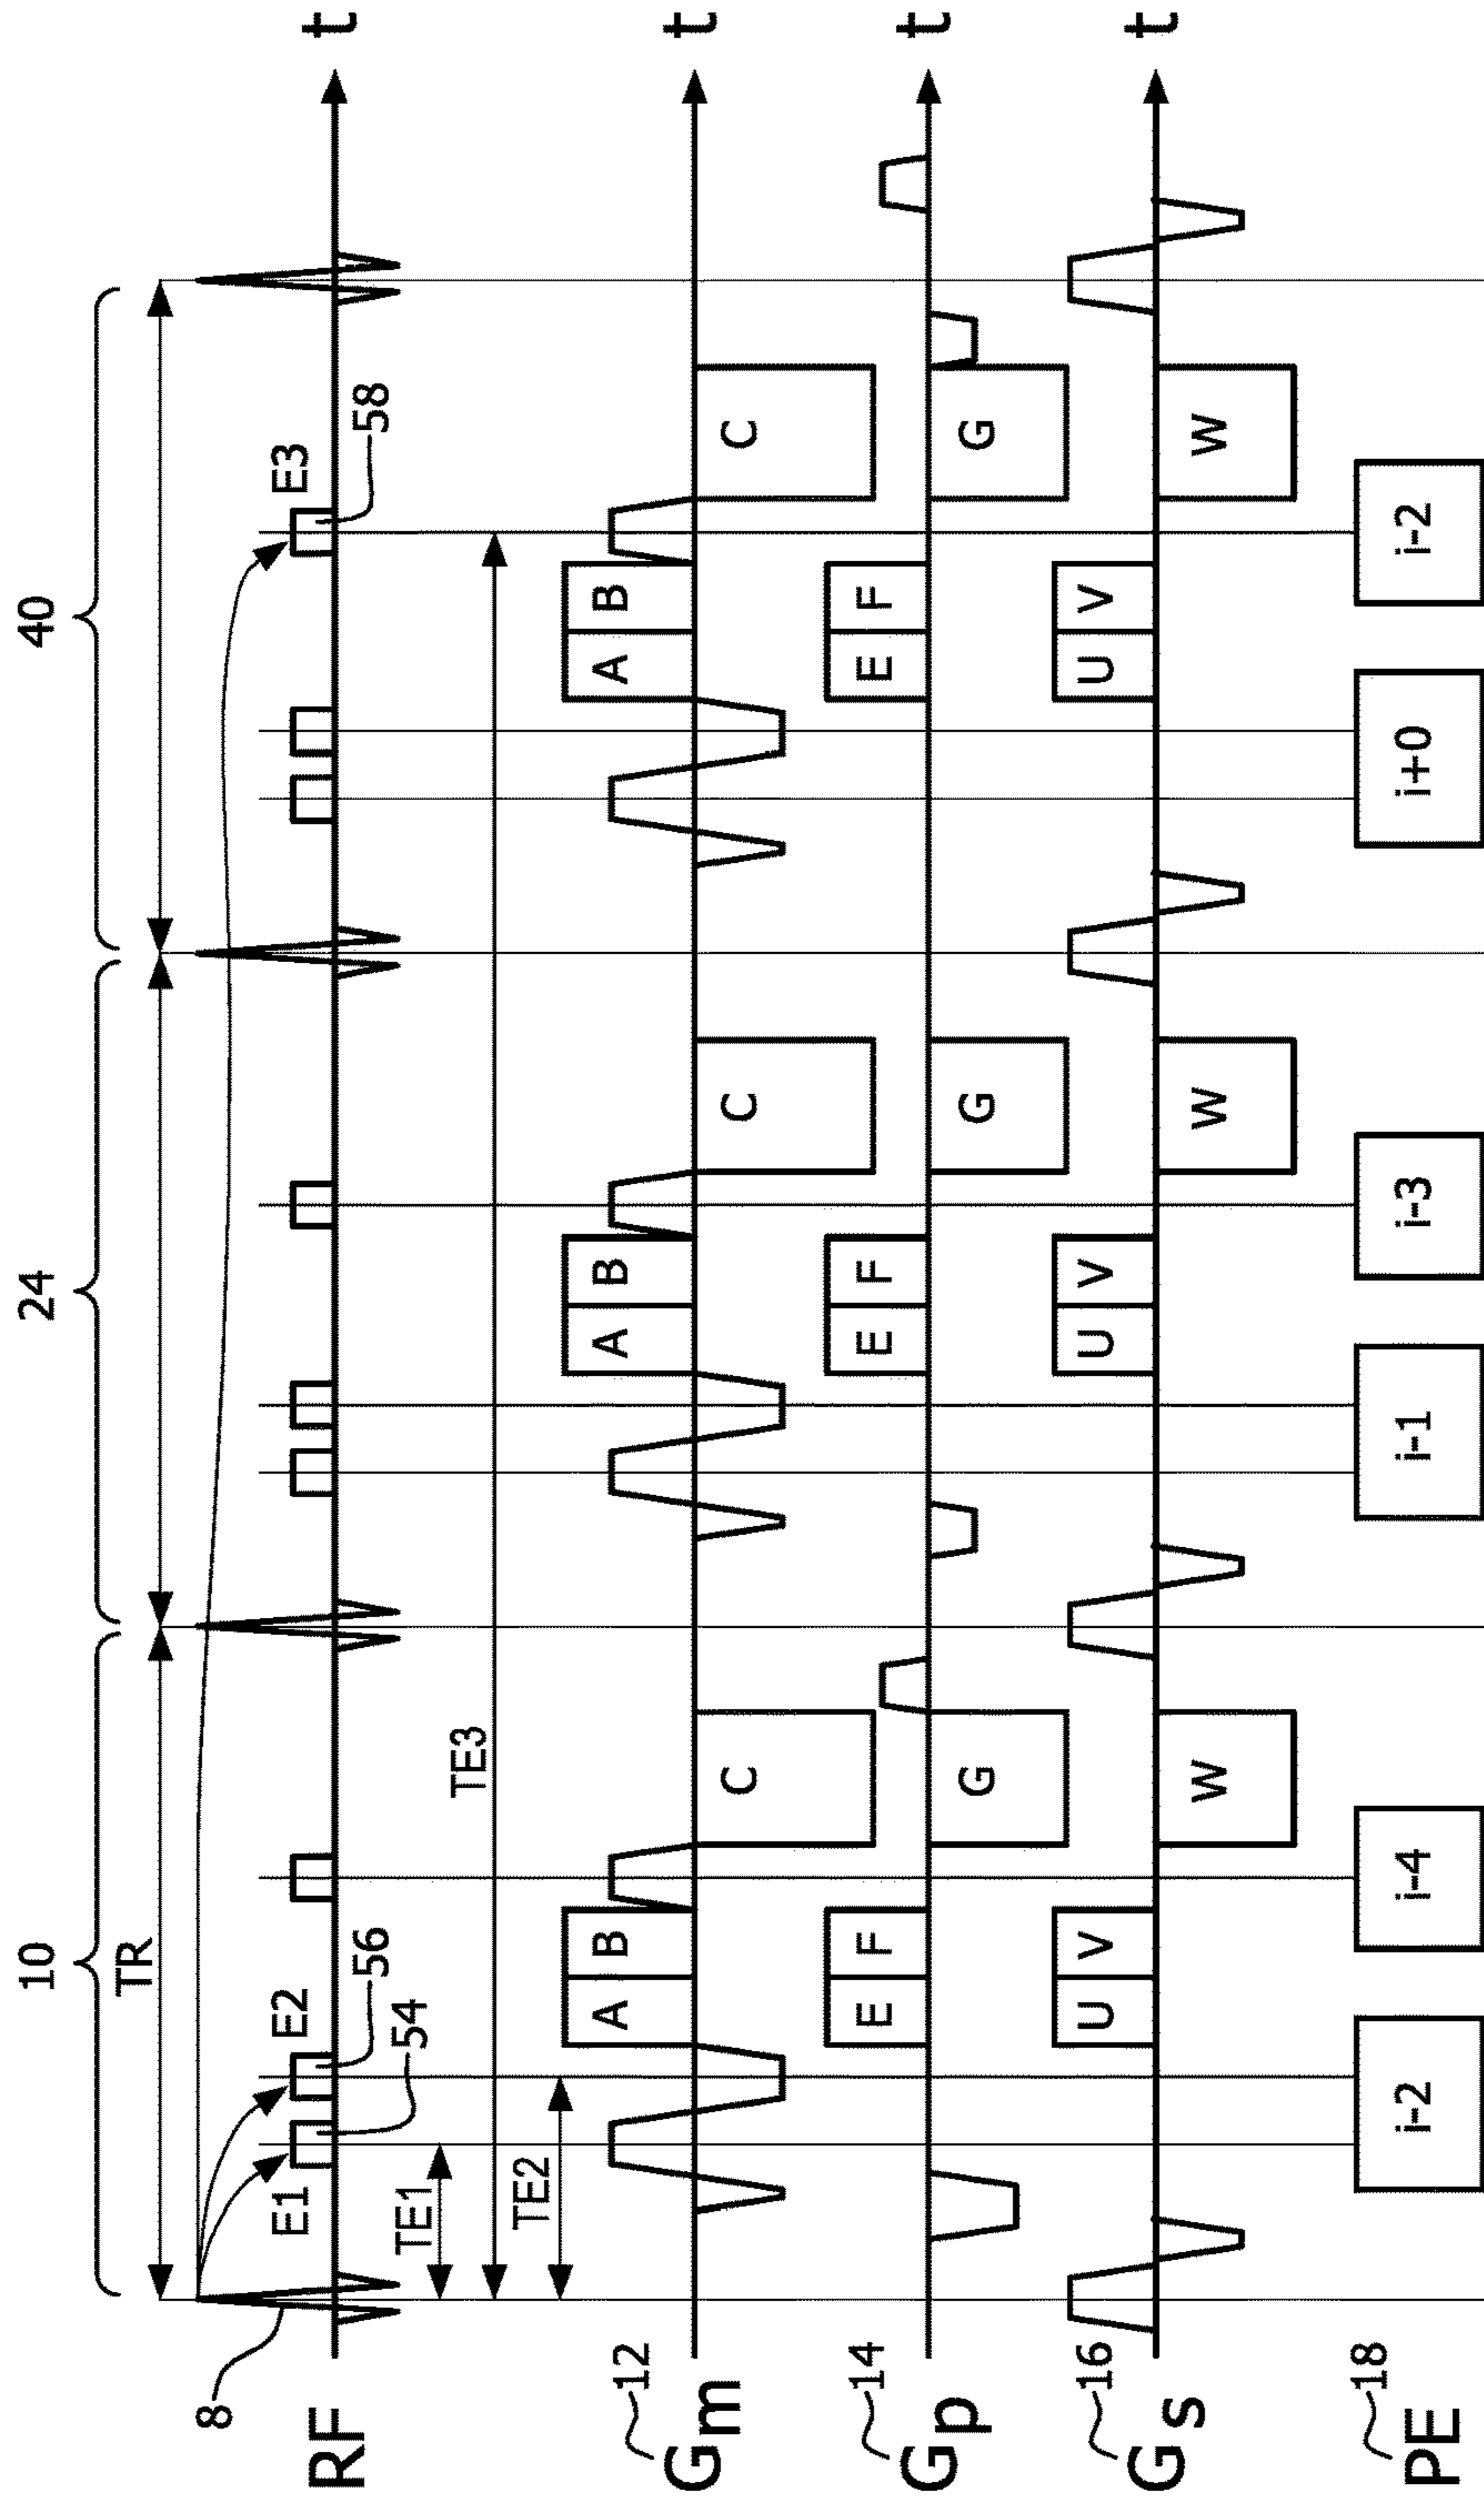 10 24 40
TR
8
E1 E2 E3
56 58
54
RF t
TE1 TE3
TE2
12
A B A B A B
Gm t
C C C
14
E F E F E F
Gp t
G G G
16
U V U V U V
Gs t
W W W
18
PE i-2 i-4 i-1 i-3 i+0 i-2